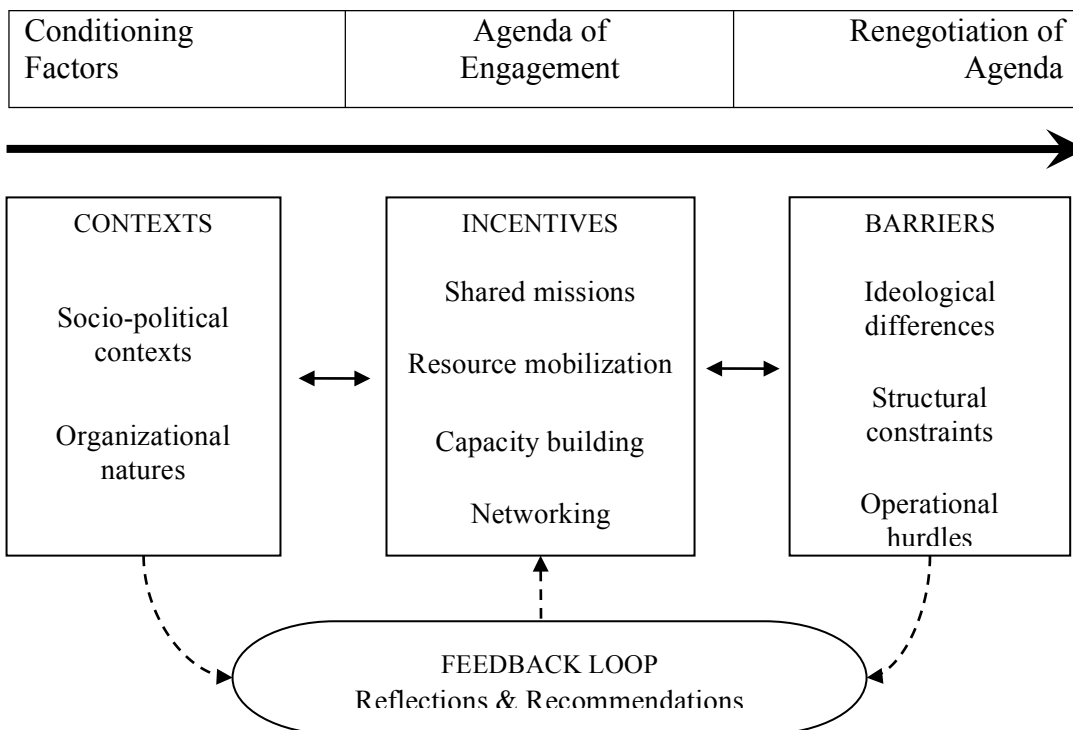 Conditioning
Factors
Agenda of
Engagement
Renegotiation of
Agenda
CONTEXTS
Socio-political
contexts
Organizational
natures
INCENTIVES
Shared missions
Resource mobilization
Capacity building
Networking
BARRIERS
Ideological
differences
Structural
constraints
Operational
hurdles
FEEDBACK LOOP
Reflections & Recommendations